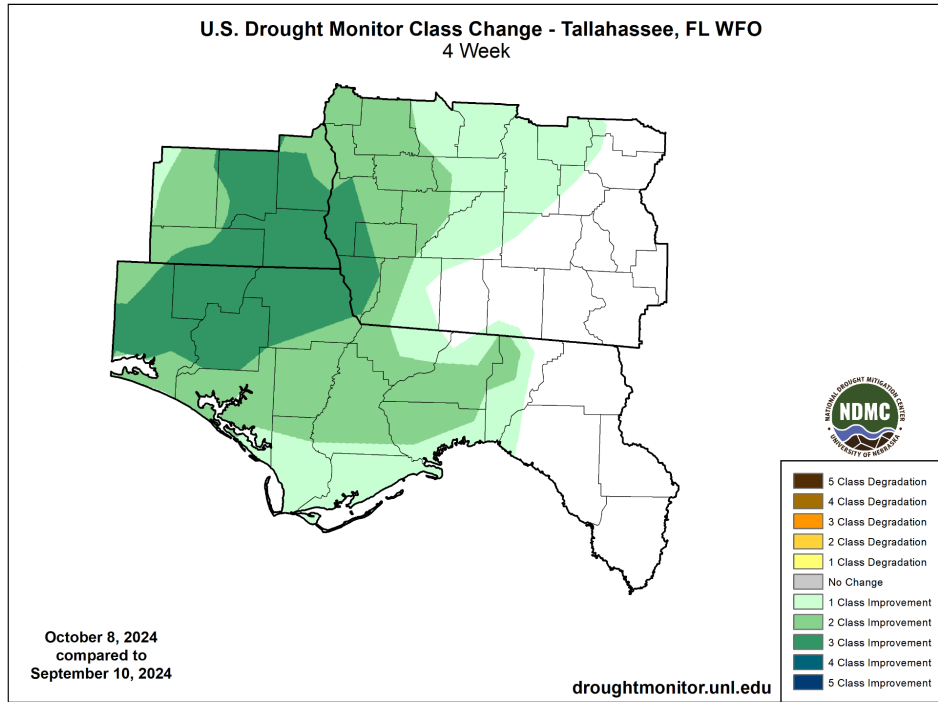 U.S. Drought Monitor Class Change - Tallahassee, FL WFO
4 Week
NATIONAL DROUGHT MITIGATION CENTER
NDMC
UNIVERSITY OF NEBRASKA
5 Class Degradation
4 Class Degradation
3 Class Degradation
2 Class Degradation
1 Class Degradation
No Change
1 Class Improvement
2 Class Improvement
3 Class Improvement
4 Class Improvement
5 Class Improvement
October 8, 2024
compared to
September 10, 2024
droughtmonitor.unl.edu